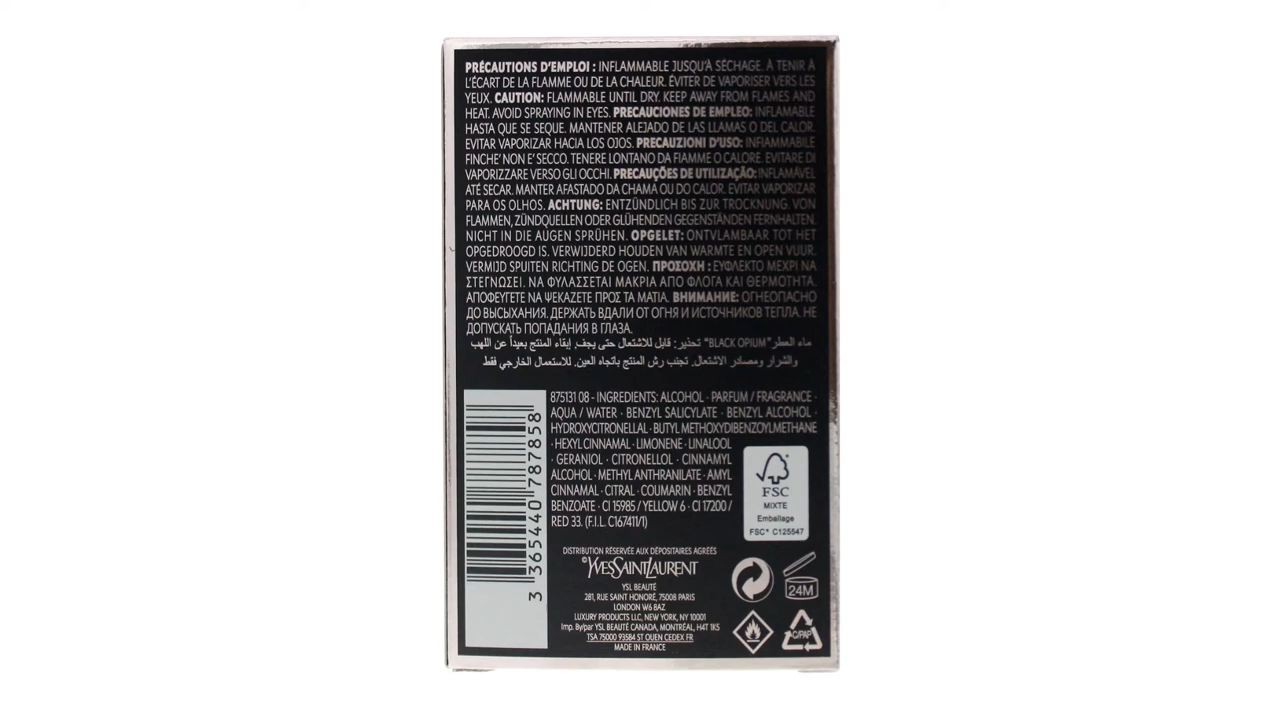 PRÉCAUTIONS D'EMPLOI : INFLAMMABLE JUSQU'À SÉCHAGE. À TENIR À
L'ÉCART DE LA FLAMME OU DE LA CHALEUR. ÉVITER DE VAPORISER VERS LES
YEUX. CAUTION: FLAMMABLE UNTIL DRY. KEEP AWAY FROM FLAMES AND
HEAT. AVOID SPRAYING IN EYES. PRECAUCIONES DE EMPLEO: INFLAMABLE
HASTA QUE SE SEQUE. MANTENER ALEJADO DE LAS LLAMAS O DEL CALOR.
EVITAR VAPORIZAR HACIA LOS OJOS. PRECAUZIONI D'USO: INFIAMMABILE
FINCHE' NON E' SECCO. TENERE LONTANO DA FIAMME O CALORE. EVITARE DI
VAPORIZZARE VERSO GLI OCCHI. PRECAUÇÕES DE UTILIZAÇÃO: INFLAMÁVEL
ATÉ SECAR. MANTER AFASTADO DA CHAMA OU DO CALOR. EVITAR VAPORIZAR
PARA OS OLHOS. ACHTUNG: ENTZÜNDLICH BIS ZUR TROCKNUNG. VON
FLAMMEN, ZÜNDQUELLEN ODER GLÜHENDEN GEGENSTÄNDEN FERNHALTEN.
NICHT IN DIE AUGEN SPRÜHEN. OPGELET: ONTVLAMBAAR TOT HET
OPGEDROOGD IS. VERWIJDERD HOUDEN VAN WARMTE EN OPEN VUUR.
VERMIJD SPUITEN RICHTING DE OGEN. ΠΡΟΣΟΧΗ : ΕΥΦΛΕΚΤΟ ΜΕΧΡΙ ΝΑ
ΣΤΕΓΝΩΣΕΙ. ΝΑ ΦΥΛΑΣΣΕΤΑΙ ΜΑΚΡΙΑ ΑΠΟ ΦΛΟΓΑ ΚΑΙ ΘΕΡΜΟΤΗΤΑ.
ΑΠΟΦΕΥΓΕΤΕ ΝΑ ΨΕΚΑΖΕΤΕ ΠΡΟΣ ΤΑ ΜΑΤΙΑ. ВНИМАНИЕ: ОГНЕОПАСНО
ДО ВЫСЫХАНИЯ. ДЕРЖАТЬ ВДАЛИ ОТ ОГНЯ И ИСТОЧНИКОВ ТЕПЛА. НЕ
ДОПУСКАТЬ ПОПАДАНИЯ В ГЛАЗА.
ماء العطر "BLACK OPIUM" تحذير: قابل للاشتعال حتى يجف. إبقاء المنتج بعيداً عن اللهب
والشرار ومصادر الاشتعال. تجنب رش المنتج باتجاه العين. للاستعمال الخارجي فقط
875131 08 - INGREDIENTS: ALCOHOL · PARFUM / FRAGRANCE ·
AQUA / WATER · BENZYL SALICYLATE · BENZYL ALCOHOL ·
HYDROXYCITRONELLAL · BUTYL METHOXYDIBENZOYLMETHANE
· HEXYL CINNAMAL · LIMONENE · LINALOOL
· GERANIOL · CITRONELLOL · CINNAMYL
ALCOHOL · METHYL ANTHRANILATE · AMYL
CINNAMAL · CITRAL · COUMARIN · BENZYL
BENZOATE · CI 15985 / YELLOW 6 · CI 17200 /
RED 33. (F.I.L. C167411/1)
3 365440 787858
FSC
MIXTE
Emballage
FSC® C125547
DISTRIBUTION RÉSERVÉE AUX DÉPOSITAIRES AGRÉÉS
©YVESSAINTLAURENT
YSL BEAUTÉ
281, RUE SAINT HONORÉ, 75008 PARIS
LONDON W6 8AZ
LUXURY PRODUCTS LLC, NEW YORK, NY 10001
Imp. By/par YSL BEAUTÉ CANADA, MONTRÉAL, H4T 1K5
TSA 75000 93584 ST OUEN CEDEX FR
MADE IN FRANCE
24M
C/PAP